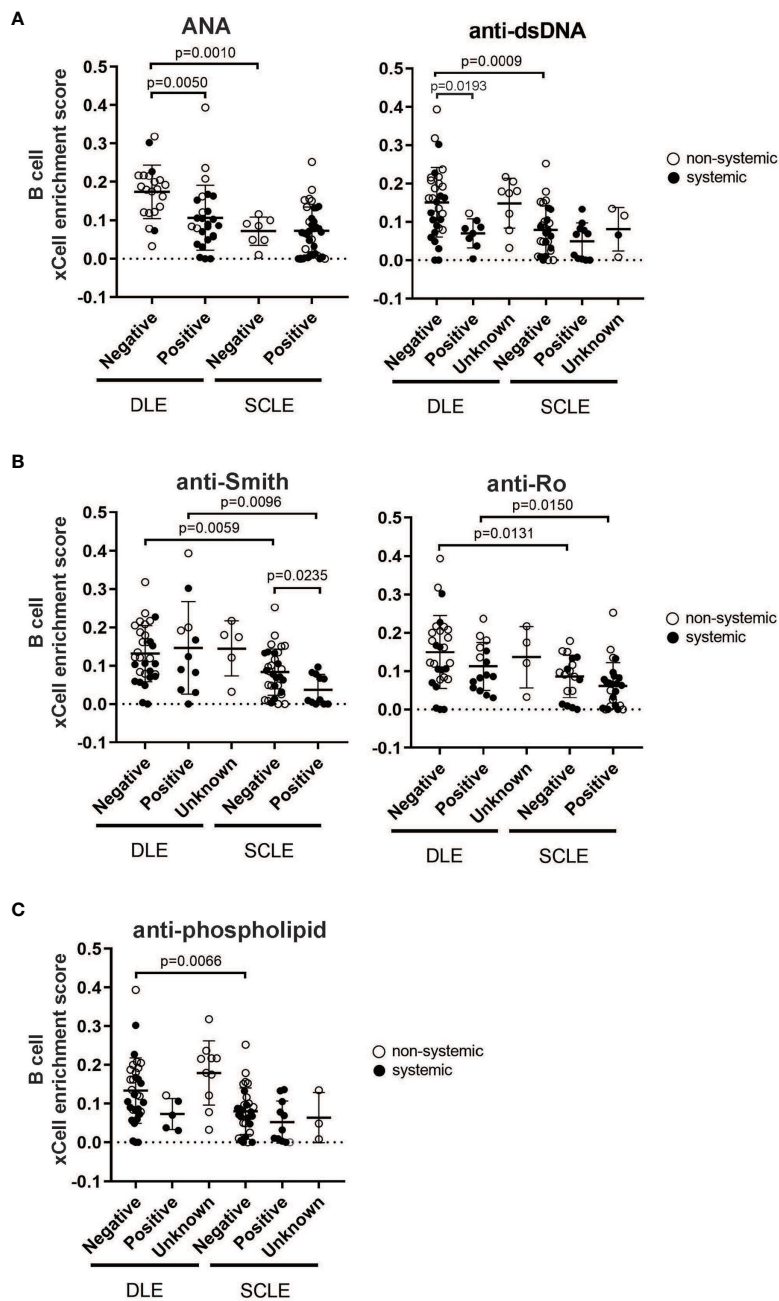 A
ANA
anti-dsDNA
B cell
xCell enrichment score
0.5
0.4
0.3
0.2
0.1
0.0
-0.1
p=0.0010
p=0.0050
Negative
Positive
Negative
Positive
DLE
SCLE
0.5
0.4
0.3
0.2
0.1
0.0
-0.1
p=0.0009
p=0.0193
Negative
Positive
Unknown
Negative
Positive
Unknown
DLE
SCLE
non-systemic
systemic
B
anti-Smith
anti-Ro
B cell
xCell enrichment score
0.5
0.4
0.3
0.2
0.1
0.0
-0.1
p=0.0096
p=0.0059
p=0.0235
Negative
Positive
Unknown
Negative
Positive
DLE
SCLE
0.5
0.4
0.3
0.2
0.1
0.0
-0.1
p=0.0150
p=0.0131
Negative
Positive
Unknown
Negative
Positive
DLE
SCLE
non-systemic
systemic
C
anti-phospholipid
B cell
xCell enrichment score
0.5
0.4
0.3
0.2
0.1
0.0
-0.1
p=0.0066
Negative
Positive
Unknown
Negative
Positive
Unknown
DLE
SCLE
non-systemic
systemic